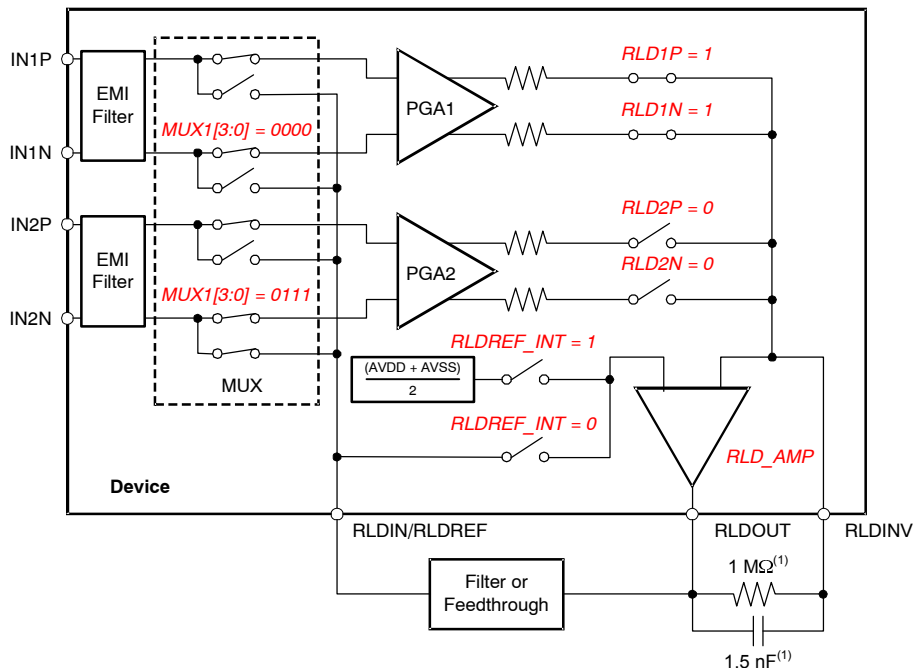 IN1P
EMI
Filter
IN1N
MUX1[3:0] = 0000
PGA1
RLD1P = 1
RLD1N = 1
IN2P
EMI
Filter
IN2N
MUX1[3:0] = 0111
MUX
PGA2
RLD2P = 0
RLD2N = 0
RLDREF_INT = 1
(AVDD + AVSS)
2
RLDREF_INT = 0
RLD_AMP
Device
RLDIN/RLDREF
RLDOUT
RLDINV
Filter or
Feedthrough
1 MΩ(1)
1.5 nF(1)